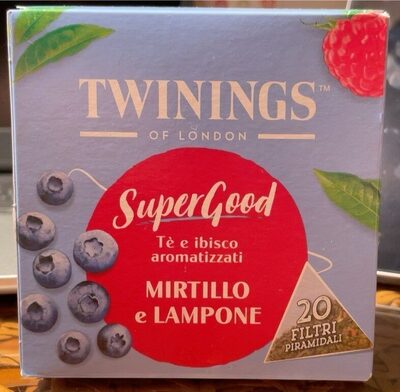 TWININGS™
OF LONDON
SuperGood
Tè e ibisco
aromatizzati
MIRTILLO
e LAMPONE
20
FILTRI
PIRAMIDALI